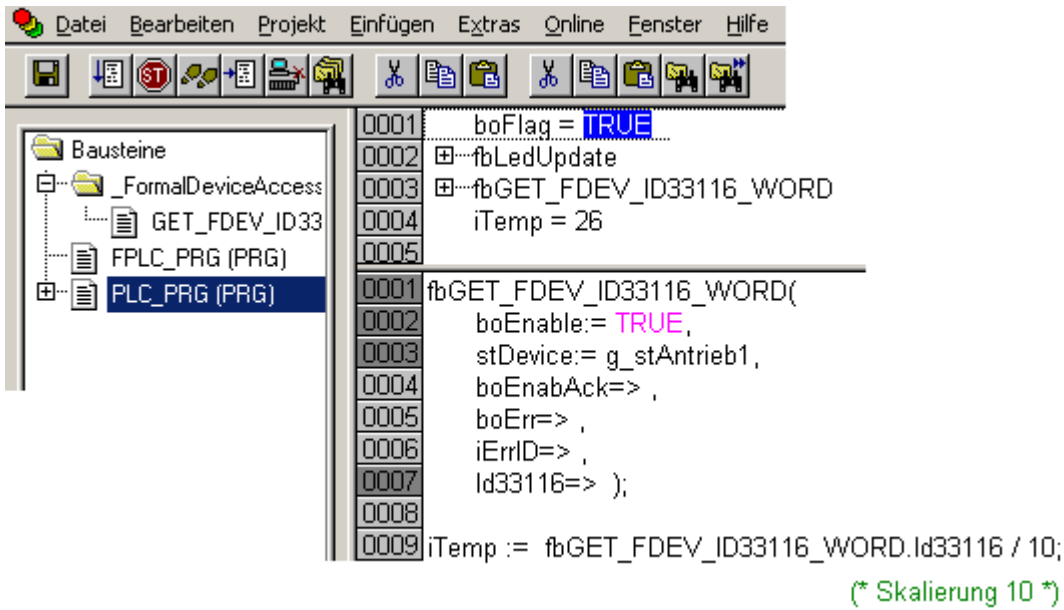 Datei Bearbeiten Projekt Einfügen Extras Online Fenster Hilfe
ST
Bausteine
_FormalDeviceAccess
GET_FDEV_ID33
FPLC_PRG (PRG)
PLC_PRG (PRG)
0001 boFlag = TRUE
0002 fbLedUpdate
0003 fbGET_FDEV_ID33116_WORD
0004 iTemp = 26
0005
0001 fbGET_FDEV_ID33116_WORD(
0002 boEnable:= TRUE,
0003 stDevice:= g_stAntrieb1,
0004 boEnabAck=> ,
0005 boErr=> ,
0006 iErrID=> ,
0007 Id33116=> );
0008
0009 iTemp := fbGET_FDEV_ID33116_WORD.Id33116 / 10;
(* Skalierung 10 *)